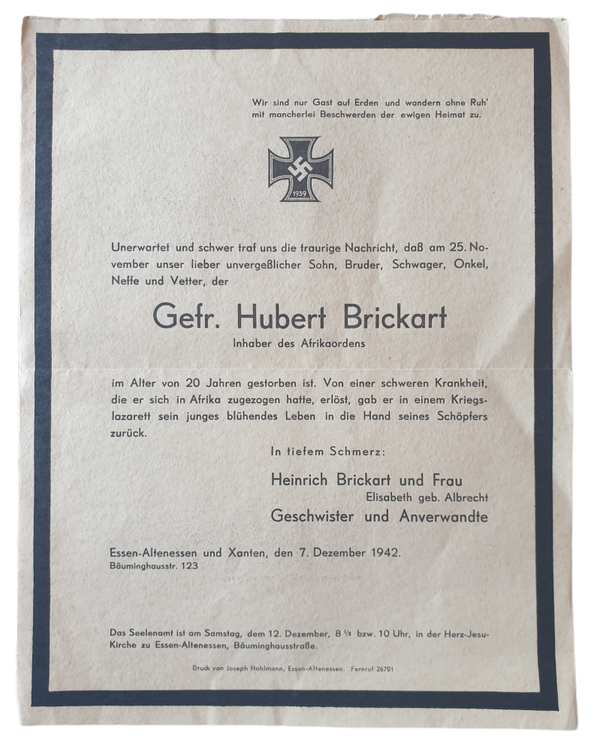 Wir sind nur Gast auf Erden und wandern ohne Ruh'
mit mancherlei Beschwerden der ewigen Heimat zu.
1939
Unerwartet und schwer traf uns die traurige Nachricht, daß am 25. No-
vember unser lieber unvergeßlicher Sohn, Bruder, Schwager, Onkel,
Neffe und Vetter, der
Gefr. Hubert Brickart
Inhaber des Afrikaordens
im Alter von 20 Jahren gestorben ist. Von einer schweren Krankheit,
die er sich in Afrika zugezogen hatte, erlöst, gab er in einem Kriegs-
lazarett sein junges blühendes Leben in die Hand seines Schöpfers
zurück.
In tiefem Schmerz:
Heinrich Brickart und Frau
Elisabeth geb. Albrecht
Geschwister und Anverwandte
Essen-Altenessen und Xanten, den 7. Dezember 1942.
Bäuminghausstr. 123
Das Seelenamt ist am Samstag, dem 12. Dezember, 8 ½ bzw. 10 Uhr, in der Herz-Jesu-
Kirche zu Essen-Altenessen, Bäuminghausstraße.
Druck von Joseph Hohlmann, Essen-Altenessen. Fernruf 26701